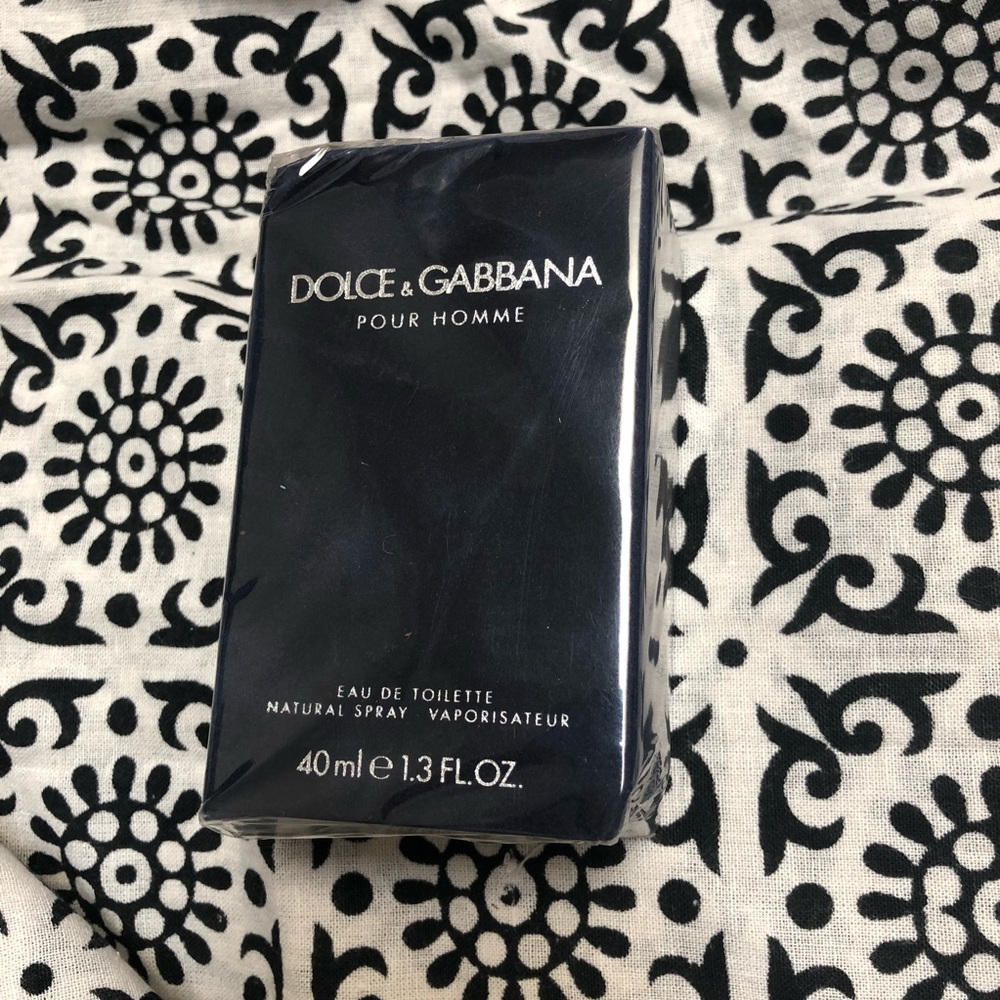 DOLCE & GABBANA
POUR HOMME
EAU DE TOILETTE
NATURAL SPRAY · VAPORISATEUR
40 ml e 1.3 FL.OZ.